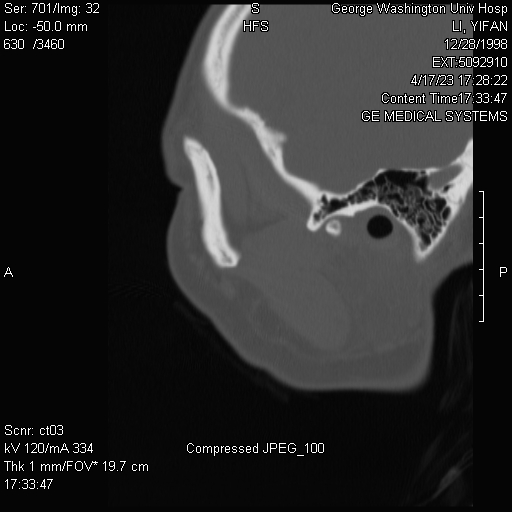 Ser: 701/Img: 32
Loc: -50.0 mm
630 /3460
S
HFS
George Washington Univ Hosp
LI, YIFAN
12/28/1998
EXT:5092910
4/17/23 17:28:22
Content Time17:33:47
GE MEDICAL SYSTEMS
A
P
Scnr: ct03
kV 120/mA 334
Thk 1 mm/FOV* 19.7 cm
17:33:47
Compressed JPEG_100